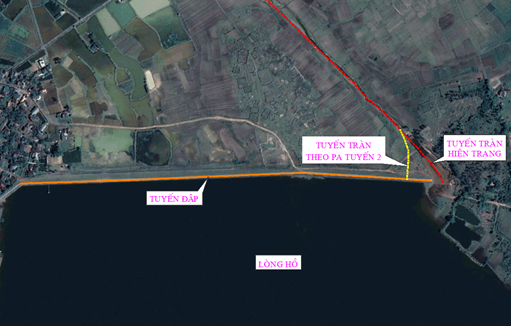 TUYẾN TRÀN
THEO PA TUYẾN 2
TUYẾN TRÀN
HIỆN TRẠNG
TUYẾN ĐẬP
LÒNG HỒ